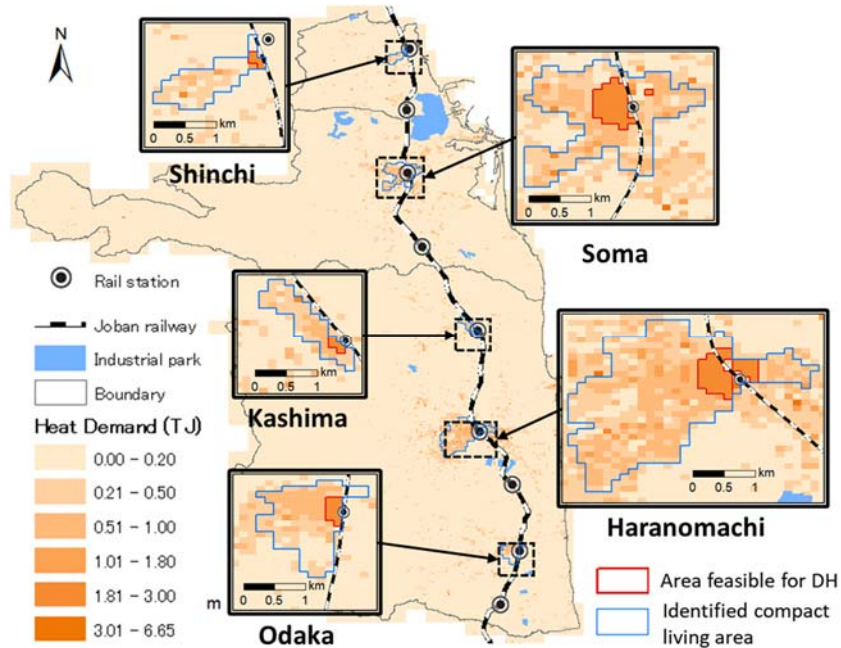 N
0 0.5 1 km
Shinchi
0 0.5 1 km
Soma
Rail station
Joban railway
Industrial park
Boundary
Heat Demand (TJ)
0.00 – 0.20
0.21 – 0.50
0.51 – 1.00
1.01 – 1.80
1.81 – 3.00
3.01 – 6.65
0 0.5 1 km
Kashima
0 0.5 1 km
Haranomachi
0 0.5 1 km
m
Odaka
Area feasible for DH
Identified compact
living area